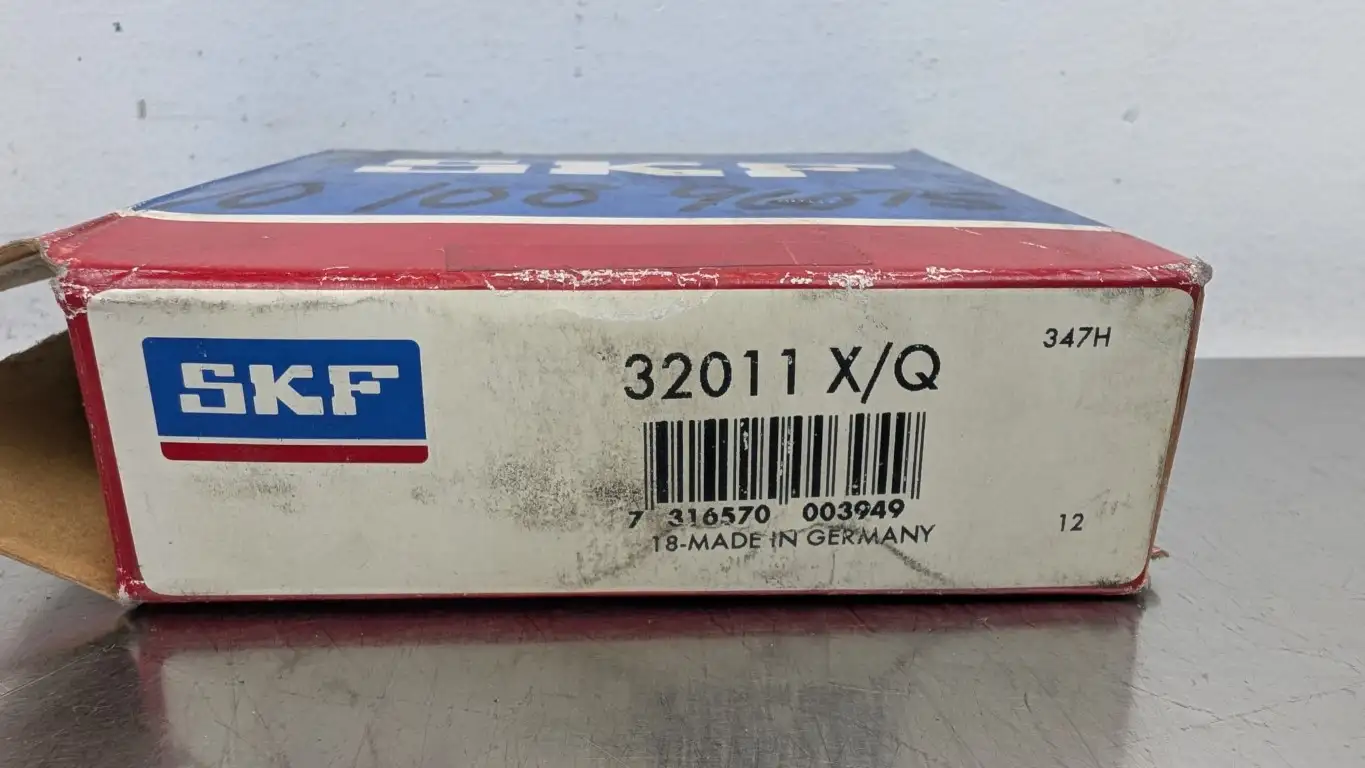 SKF
SKF
32011 X/Q
347H
7 316570 003949
18-MADE IN GERMANY
12